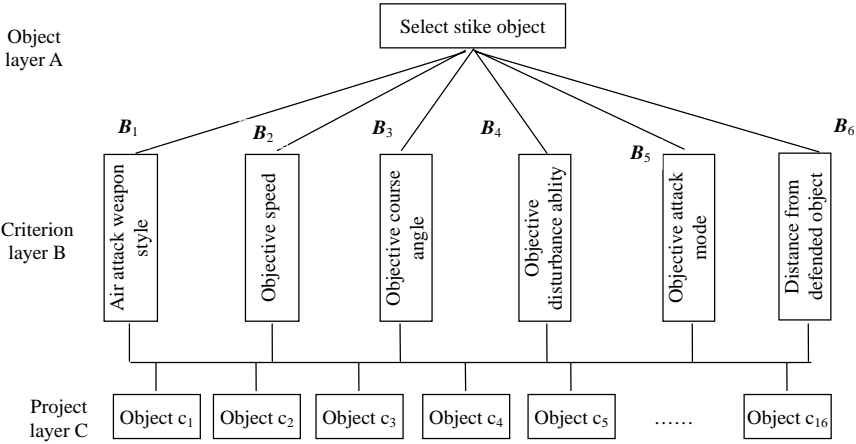 Select stike object
Object
layer A
B1
B2
B3
B4
B5
B6
Criterion
layer B
Air attack weapon
style
Objective speed
Objective course
angle
Objective
disturbance ablity
Objective attack
mode
Distance from
defended object
Project
layer C
Object c1
Object c2
Object c3
Object c4
Object c5
……
Object c16